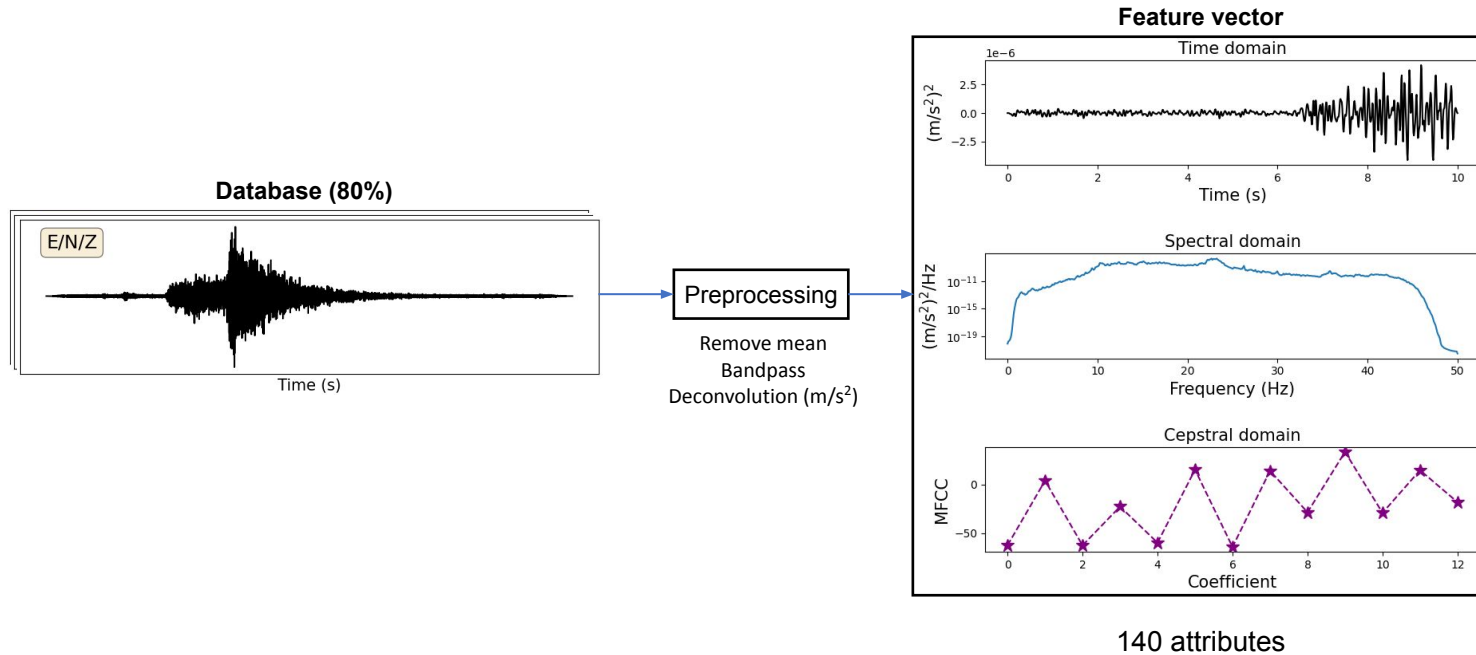 Feature vector
Time domain
1e−6
2.5
0.0
−2.5
(m/s²)²
0 2 4 6 8 10
Time (s)
Database (80%)
E/N/Z
Time (s)
Preprocessing
Remove mean
Bandpass
Deconvolution (m/s²)
Spectral domain
10⁻¹¹
10⁻¹⁵
10⁻¹⁹
(m/s²)²/Hz
0 10 20 30 40 50
Frequency (Hz)
Cepstral domain
0
−50
MFCC
0 2 4 6 8 10 12
Coefficient
140 attributes